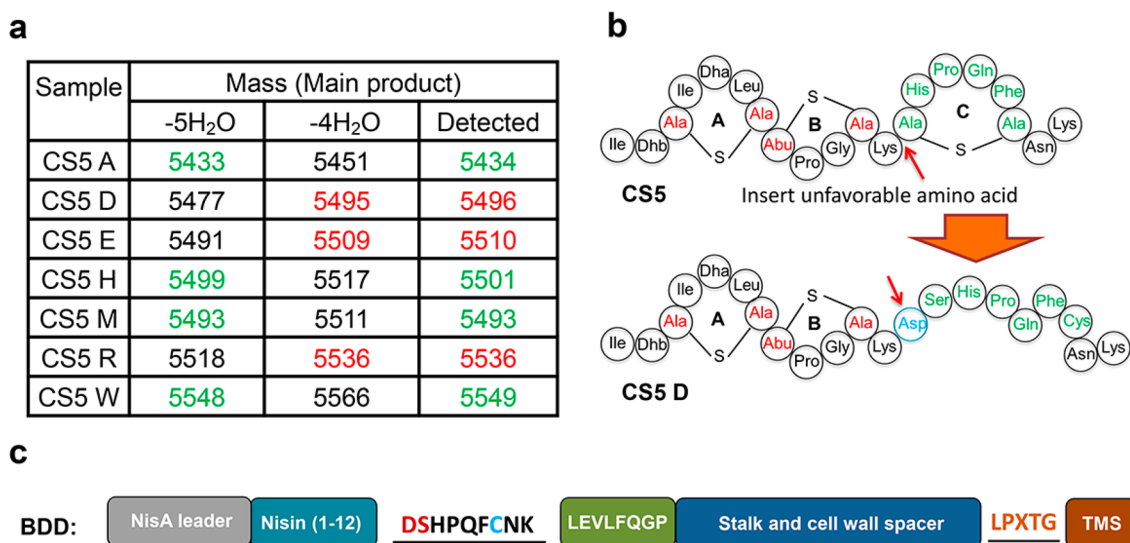 a
Sample Mass (Main product)
-5H₂O -4H₂O Detected
CS5 A 5433 5451 5434
CS5 D 5477 5495 5496
CS5 E 5491 5509 5510
CS5 H 5499 5517 5501
CS5 M 5493 5511 5493
CS5 R 5518 5536 5536
CS5 W 5548 5566 5549
b
Ile Dhb Ala Ile Dha Leu Ala Abu Pro Gly Ala Lys Ala His Pro Gln Phe Ala Asn Lys
A S B S C S
CS5
Insert unfavorable amino acid
Ile Dhb Ala Ile Dha Leu Ala Abu Pro Gly Ala Lys Asp Ser His Pro Gln Phe Cys Asn Lys
A S B S
CS5 D
c
BDD: NisA leader Nisin (1-12) DSHPQFCNK LEVLFQGP Stalk and cell wall spacer LPXTG TMS